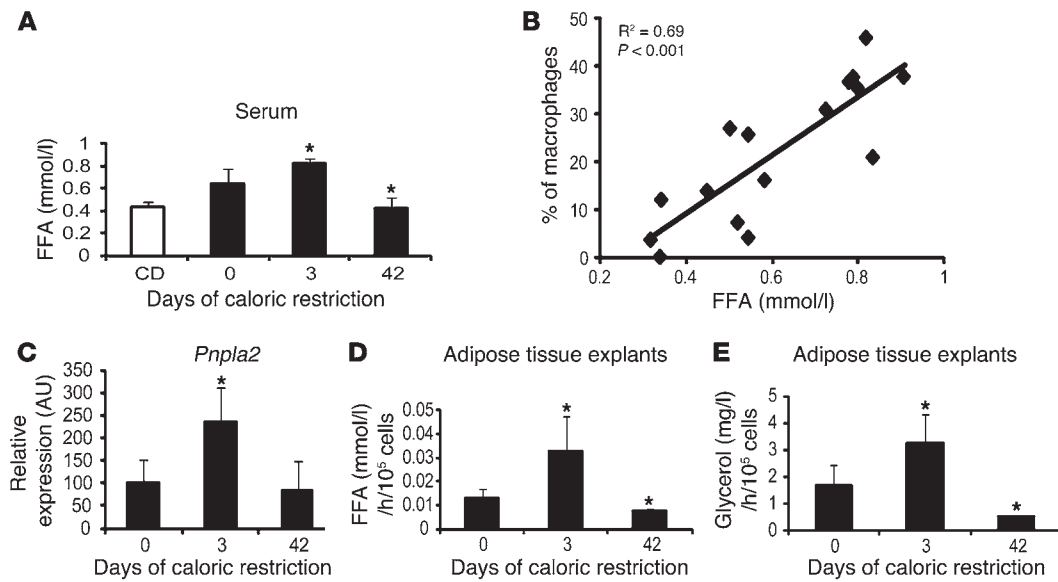 A
Serum
FFA (mmol/l)
1
0.8
0.6
0.4
0.2
0
*
*
CD 0 3 42
Days of caloric restriction
B
R² = 0.69
P < 0.001
% of macrophages
50
40
30
20
10
0
0.2 0.4 0.6 0.8 1
FFA (mmol/l)
C
Pnpla2
Relative
expression (AU)
350
300
250
200
150
100
50
0
*
0 3 42
Days of caloric restriction
D
Adipose tissue explants
FFA (mmol/l)
/h/10⁵ cells
0.05
0.04
0.03
0.02
0.01
0
*
*
0 3 42
Days of caloric restriction
E
Adipose tissue explants
Glycerol (mg/l)
/h/10⁵ cells
5
4
3
2
1
0
*
*
0 3 42
Days of caloric restriction